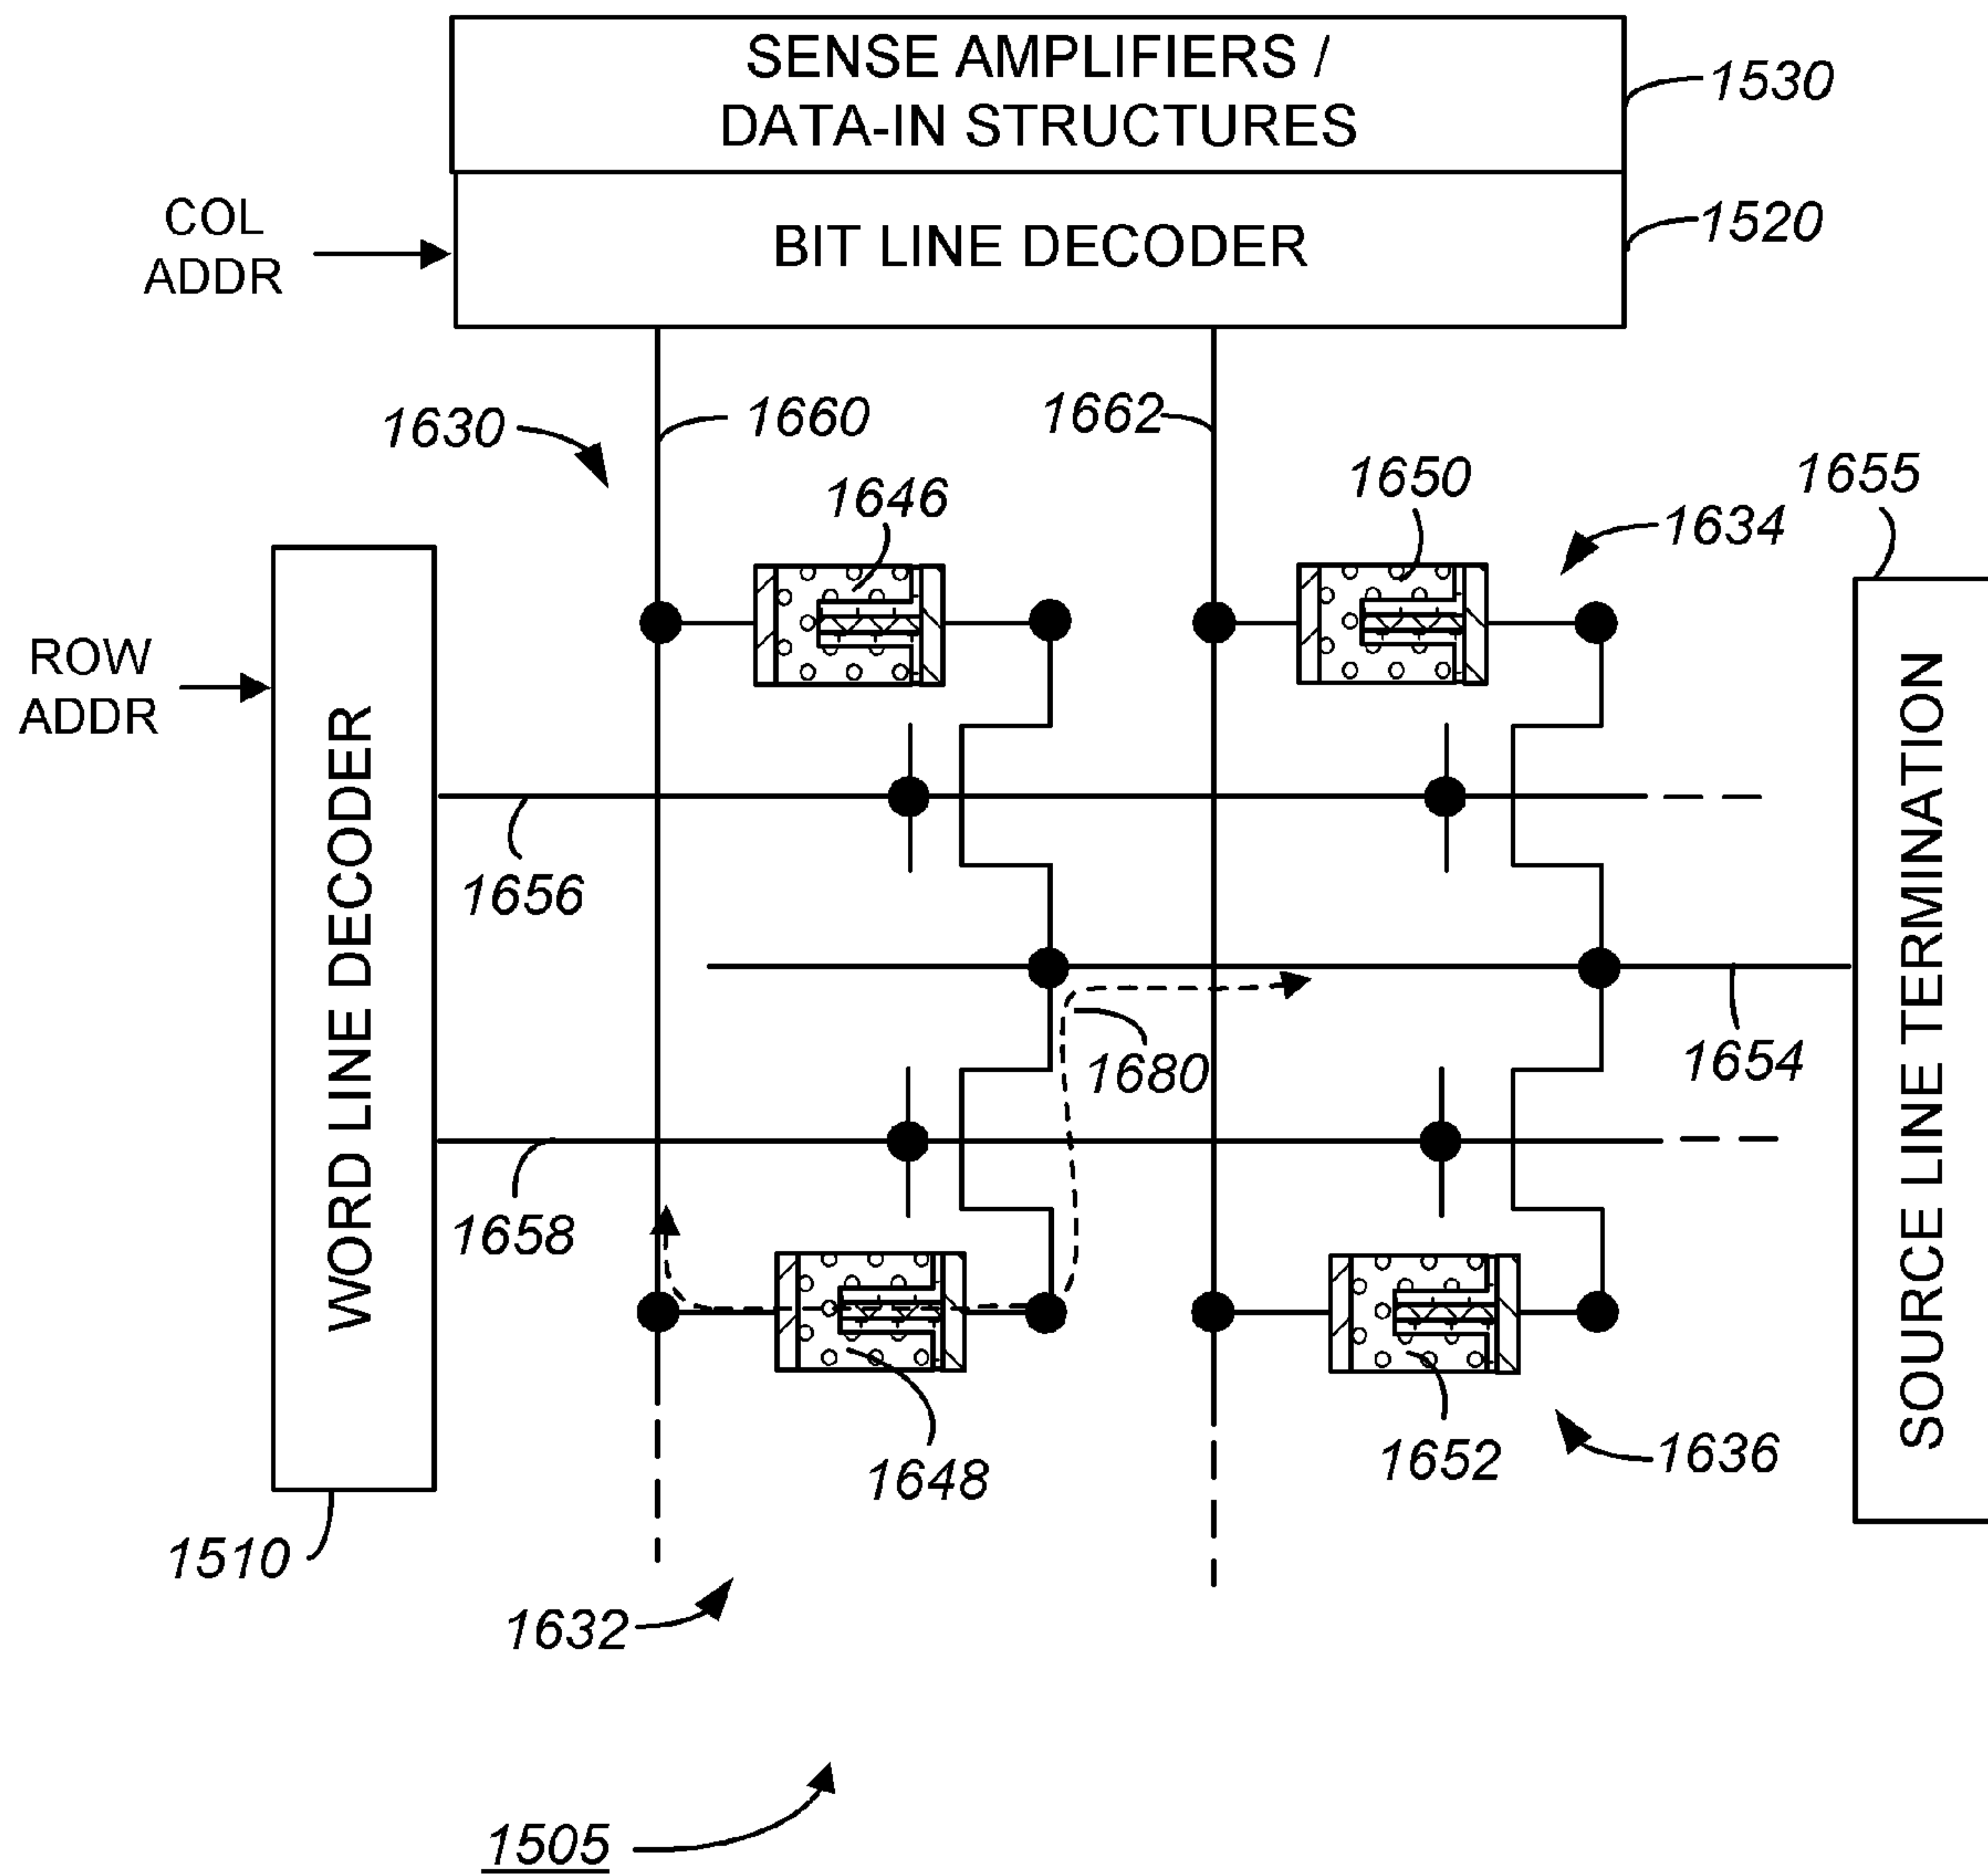 SENSE AMPLIFIERS /
DATA-IN STRUCTURES
1530
COL
ADDR
BIT LINE DECODER
1520
1630
1660
1662
1646
1650
1655
1634
ROW
ADDR
WORD LINE DECODER
SOURCE LINE TERMINATION
1656
1680
1654
1658
1648
1652
1636
1510
1632
1505